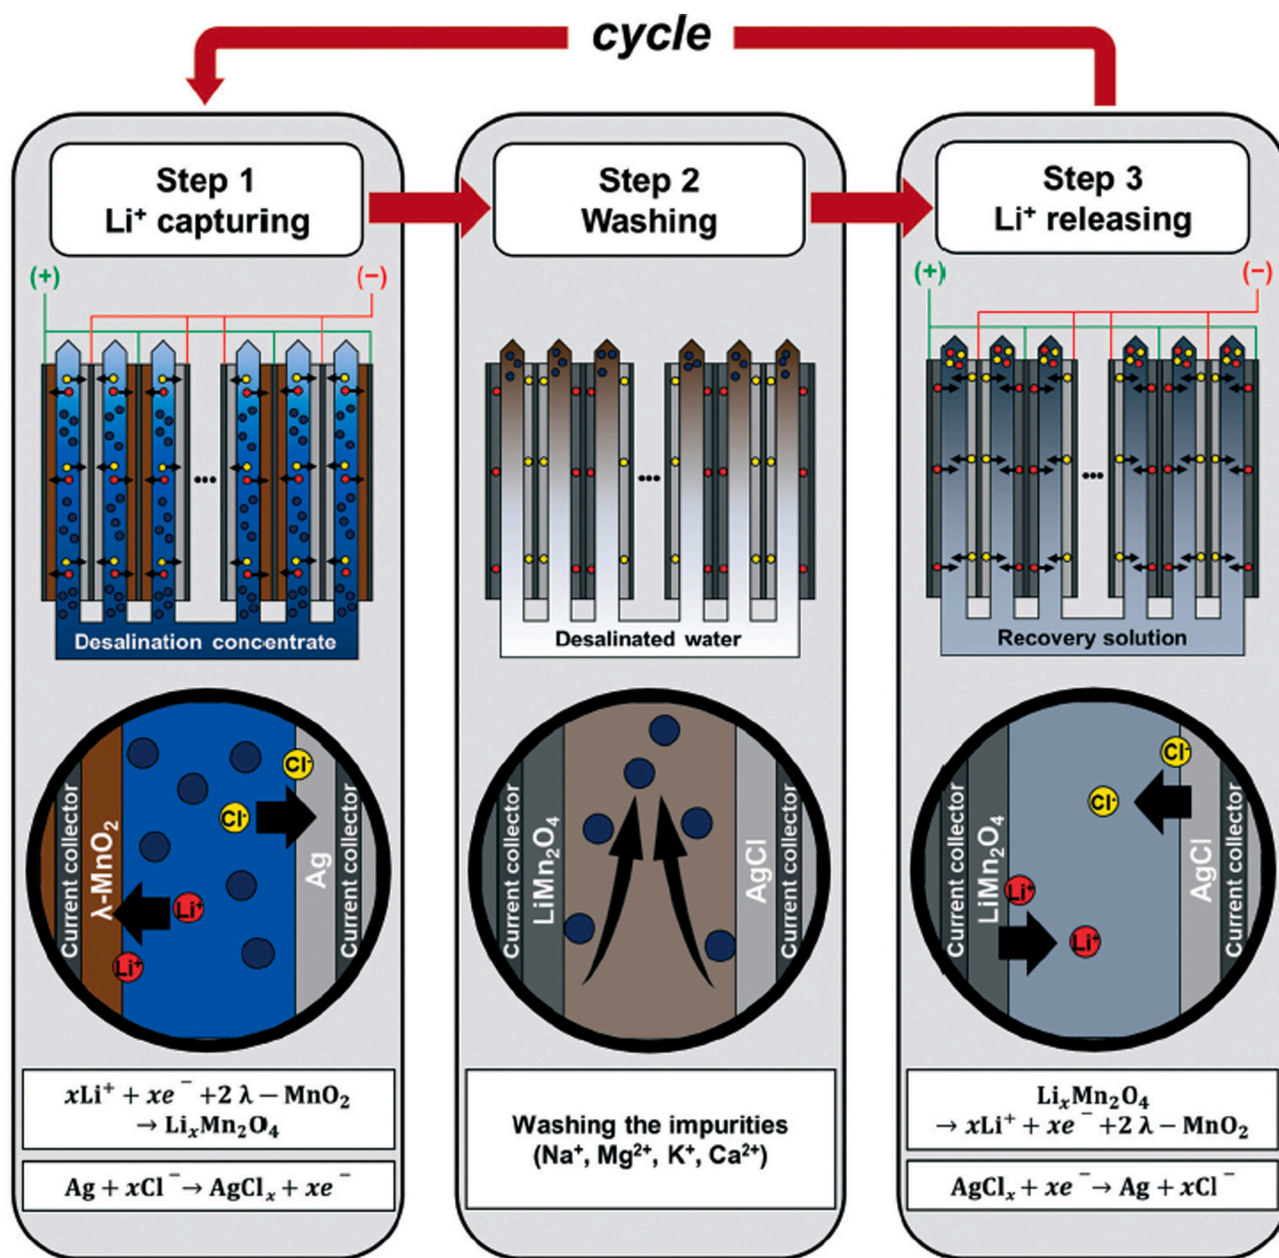 cycle
Step 1
Li⁺ capturing
(+)
(−)
•••
Desalination concentrate
Current collector
λ-MnO₂
Cl⁻
Cl⁻
Li⁺
Li⁺
Ag
Current collector
xLi⁺ + xe⁻ +2 λ − MnO₂
→ LiₓMn₂O₄
Ag + xCl⁻ → AgClₓ + xe⁻
Step 2
Washing
•••
Desalinated water
Current collector
LiMn₂O₄
AgCl
Current collector
Washing the impurities
(Na⁺, Mg²⁺, K⁺, Ca²⁺)
Step 3
Li⁺ releasing
(+)
(−)
•••
Recovery solution
Current collector
LiMn₂O₄
Cl⁻
Cl⁻
Li⁺
Li⁺
AgCl
Current collector
LiₓMn₂O₄
→ xLi⁺ + xe⁻ +2 λ − MnO₂
AgClₓ + xe⁻ → Ag + xCl⁻